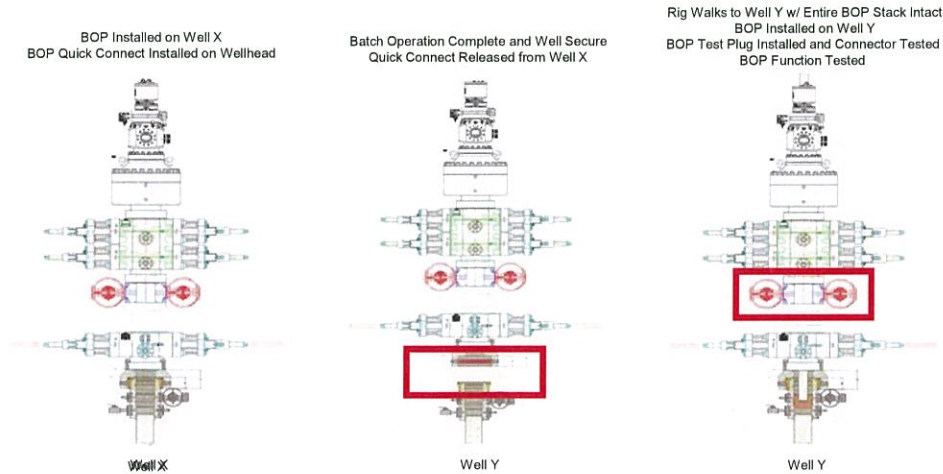 BOP Installed on Well X
BOP Quick Connect Installed on Wellhead
Batch Operation Complete and Well Secure
Quick Connect Released from Well X
Rig Walks to Well Y w/ Entire BOP Stack Intact
BOP Installed on Well Y
BOP Test Plug Installed and Connector Tested
BOP Function Tested
Well X
Well Y
Well Y